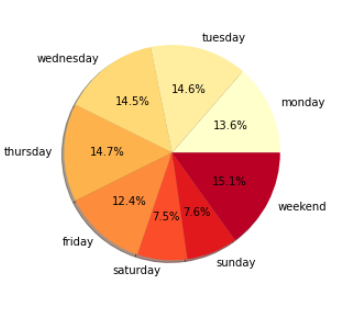 tuesday
wednesday
14.6%
monday
14.5%
13.6%
thursday
14.7%
15.1%
12.4%
weekend
7.5%
7.6%
friday
sunday
saturday